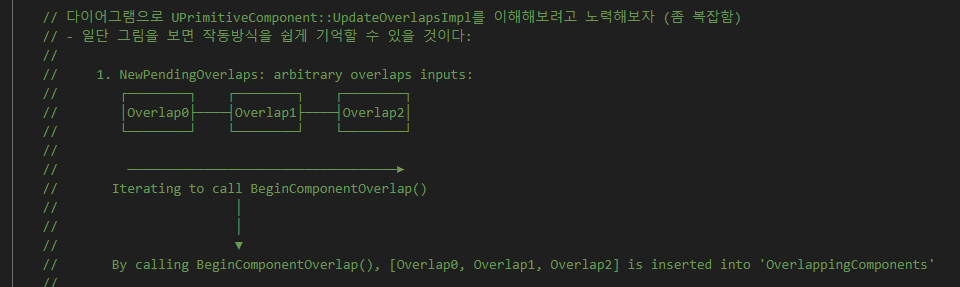 // 다이어그램으로 UPrimitiveComponent::UpdateOverlapsImpl를 이해해보려고 노력해보자 (좀 복잡함)
// - 일단 그림을 보면 작동방식을 쉽게 기억할 수 있을 것이다:
//
//     1. NewPendingOverlaps: arbitrary overlaps inputs:
//        ┌────────┐    ┌────────┐    ┌────────┐
//        │Overlap0├────┤Overlap1├────┤Overlap2│
//        └────────┘    └────────┘    └────────┘
//
//         ──────────────────────────────────►
//       Iterating to call BeginComponentOverlap()
//                       │
//                       │
//                       ▼
//       By calling BeginComponentOverlap(), [Overlap0, Overlap1, Overlap2] is inserted into 'OverlappingComponents'
//